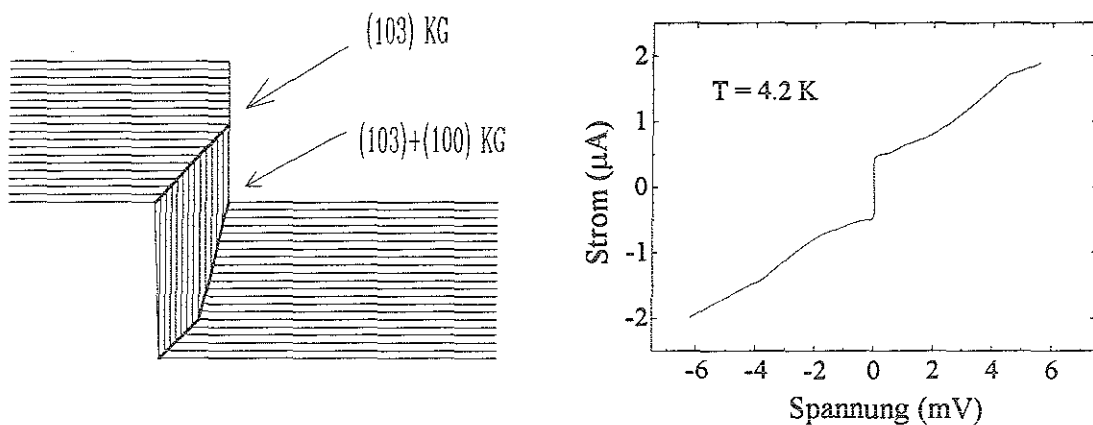 (103) KG
(103)+(100) KG
T = 4.2 K
Strom (µA)
2
1
0
-1
-2
-6 -4 -2 0 2 4 6
Spannung (mV)